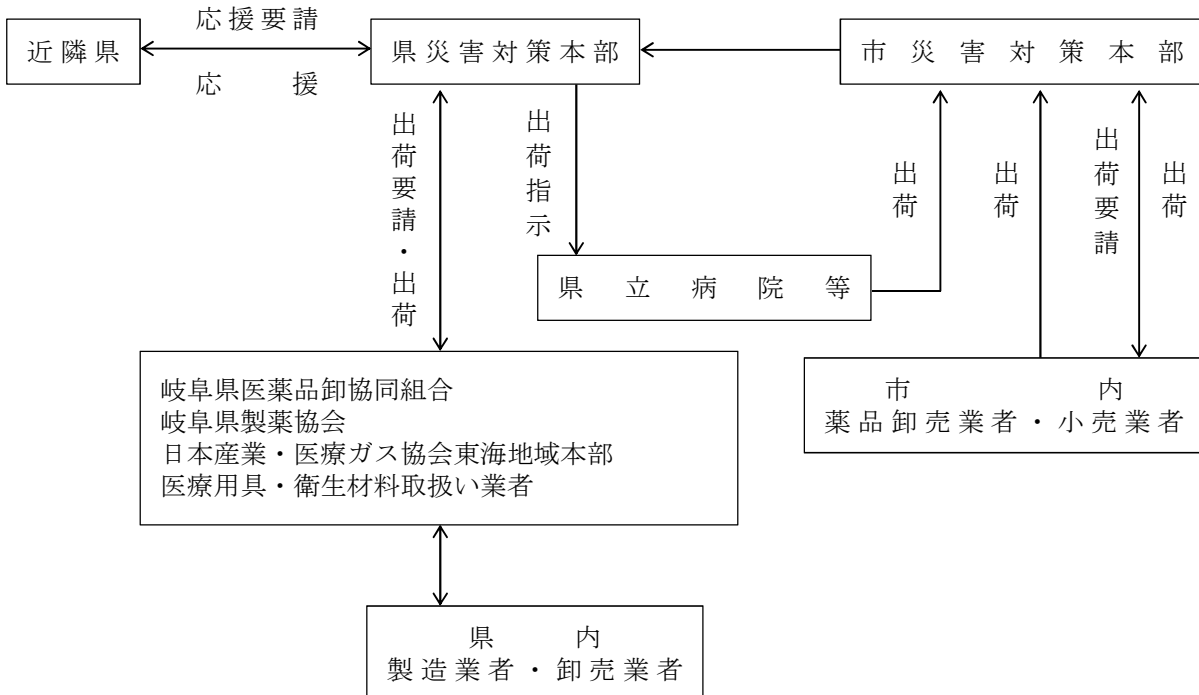 応援要請
近隣県
県災害対策本部
市災害対策本部
応援
出荷要請・出荷
出荷指示
出荷
出荷
出荷要請
出荷
県立病院等
岐阜県医薬品卸協同組合
岐阜県製薬協会
日本産業・医療ガス協会東海地域本部
医療用具・衛生材料取扱い業者
市内
薬品卸売業者・小売業者
県内
製造業者・卸売業者